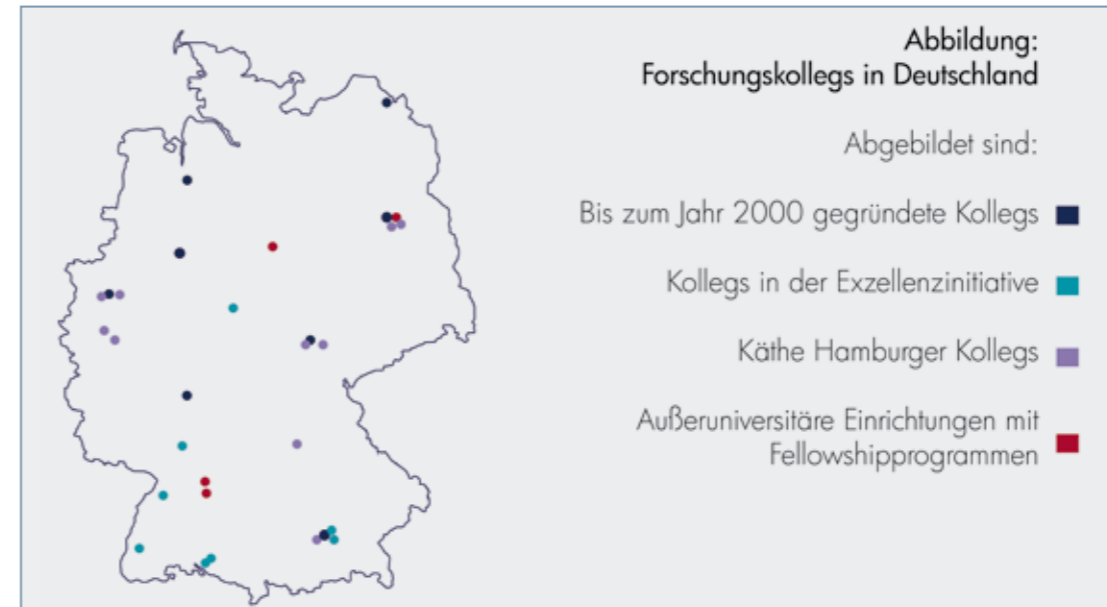 Abbildung:
Forschungskollegs in Deutschland
Abgebildet sind:
Bis zum Jahr 2000 gegründete Kollegs
Kollegs in der Exzellenzinitiative
Käthe Hamburger Kollegs
Außeruniversitäre Einrichtungen mit
Fellowshipprogrammen